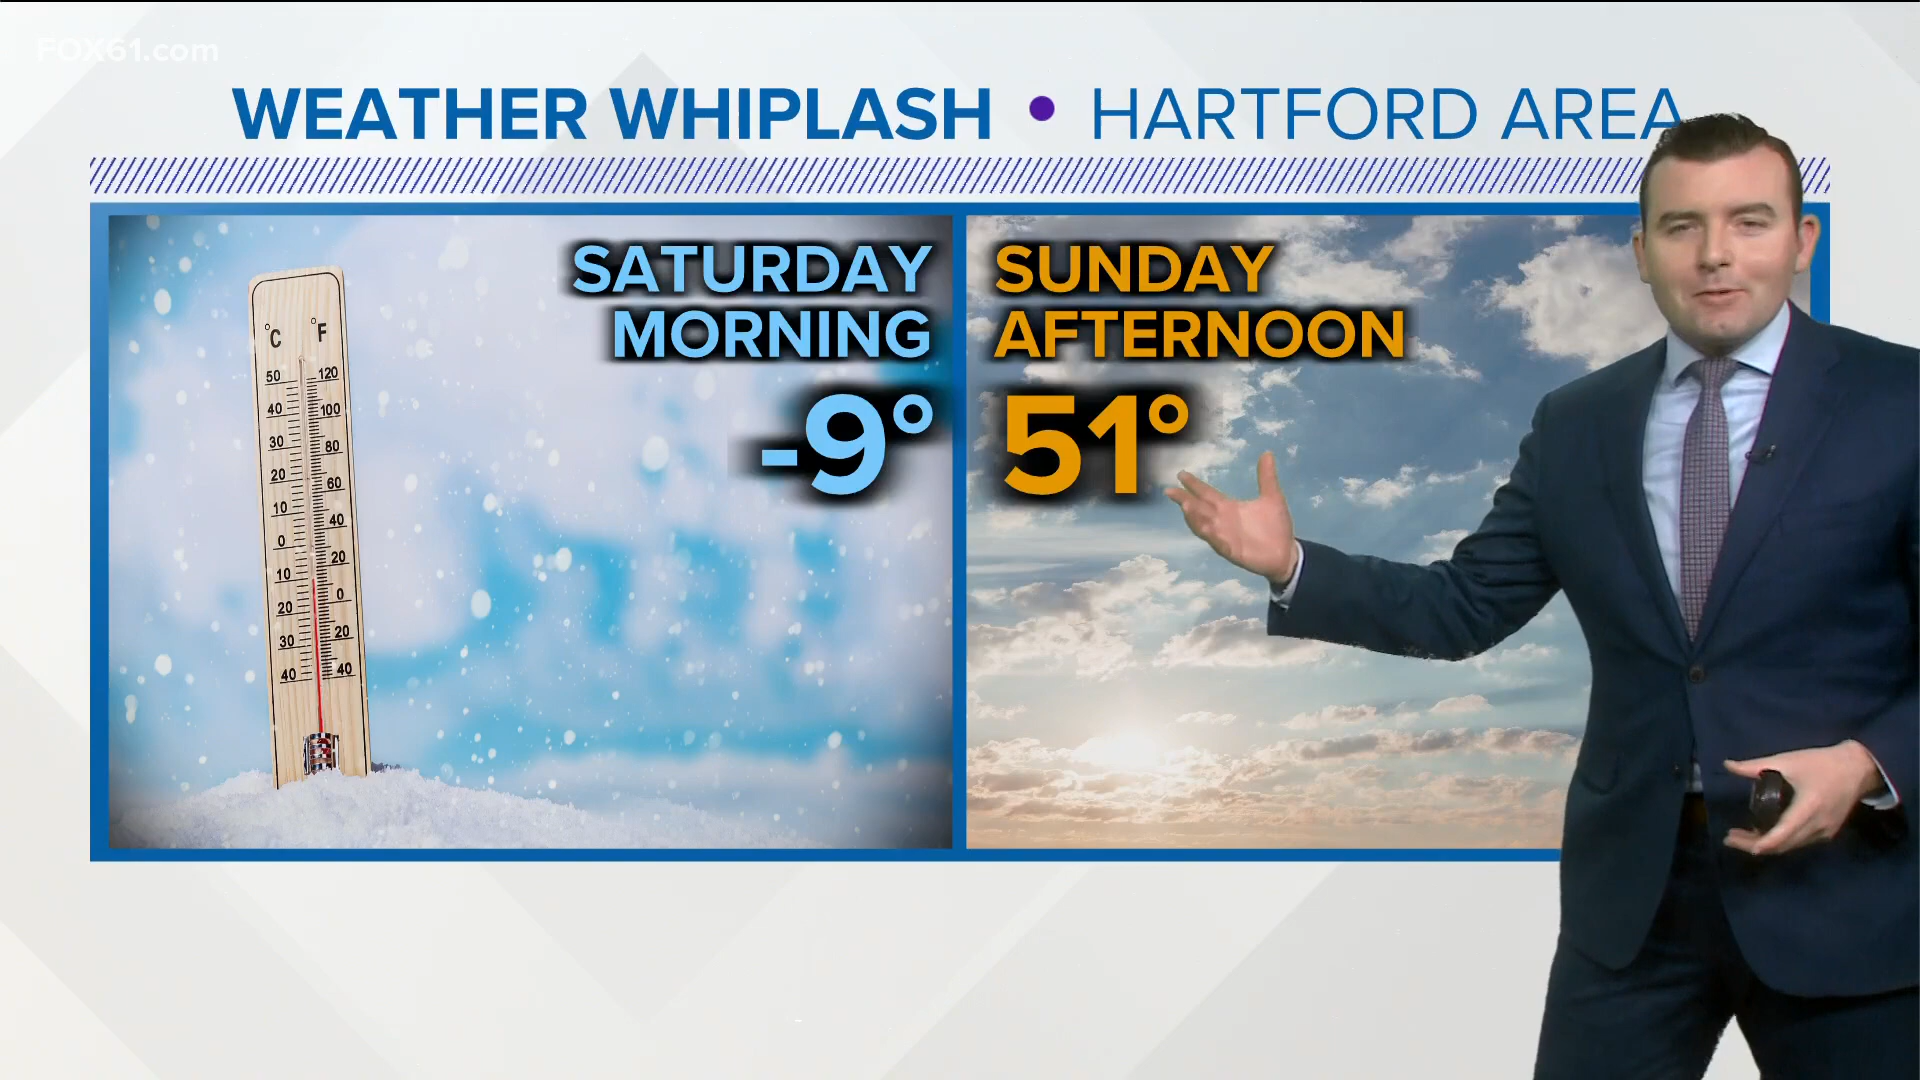 FOX61.com
WEATHER WHIPLASH • HARTFORD AREA
SATURDAY
MORNING
-9°
SUNDAY
AFTERNOON
51°
°C °F
50 120
40 100
30 80
20 60
10 40
0 20
10 0
20 20
30 40
40